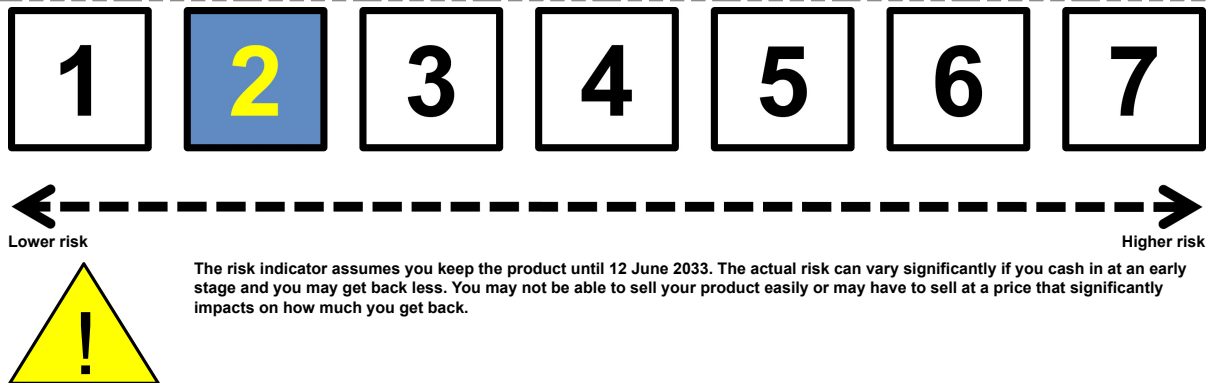 1 2 3 4 5 6 7
Lower risk Higher risk
The risk indicator assumes you keep the product until 12 June 2033. The actual risk can vary significantly if you cash in at an early
stage and you may get back less. You may not be able to sell your product easily or may have to sell at a price that significantly
impacts on how much you get back.
!